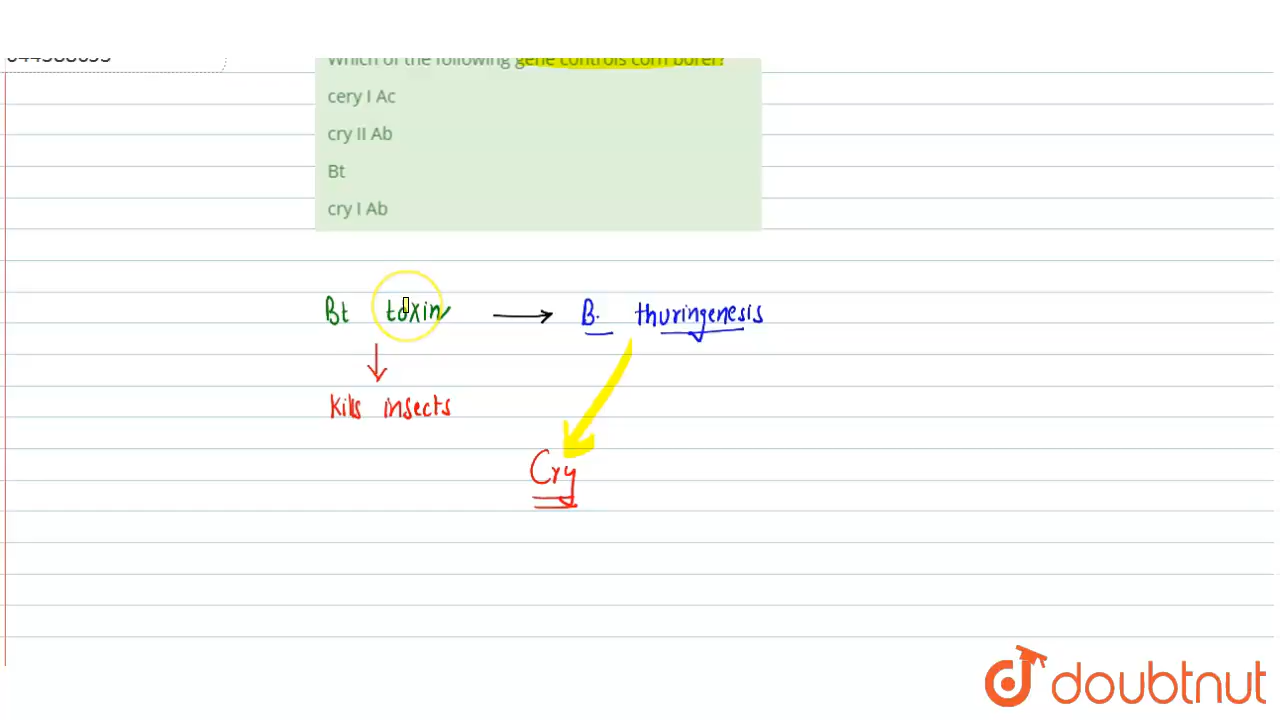 Which of the following gene controls corn borer?
cery I Ac
cry II Ab
Bt
cry I Ab
Bt toxin → B. thuringenesis
Kills insects
Cry
doubtnut